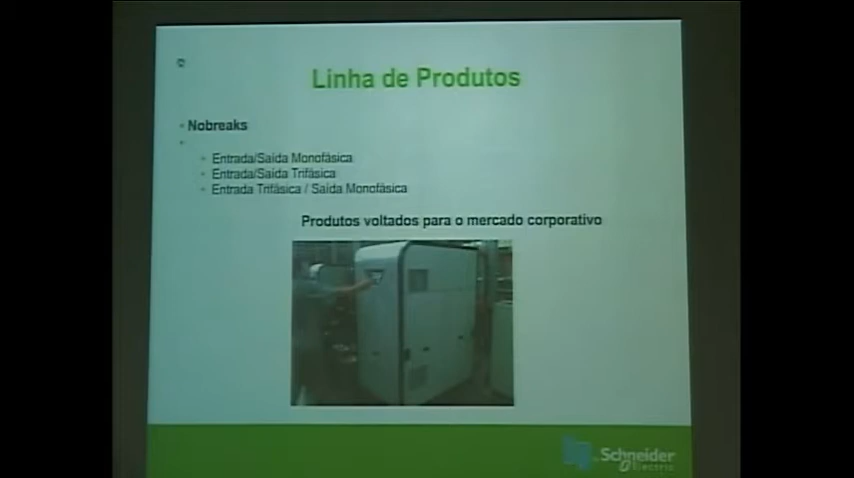 Linha de Produtos
Nobreaks
Entrada/Saída Monofásica
Entrada/Saída Trifásica
Entrada Trifásica / Saída Monofásica
Produtos voltados para o mercado corporativo
Schneider
Electric